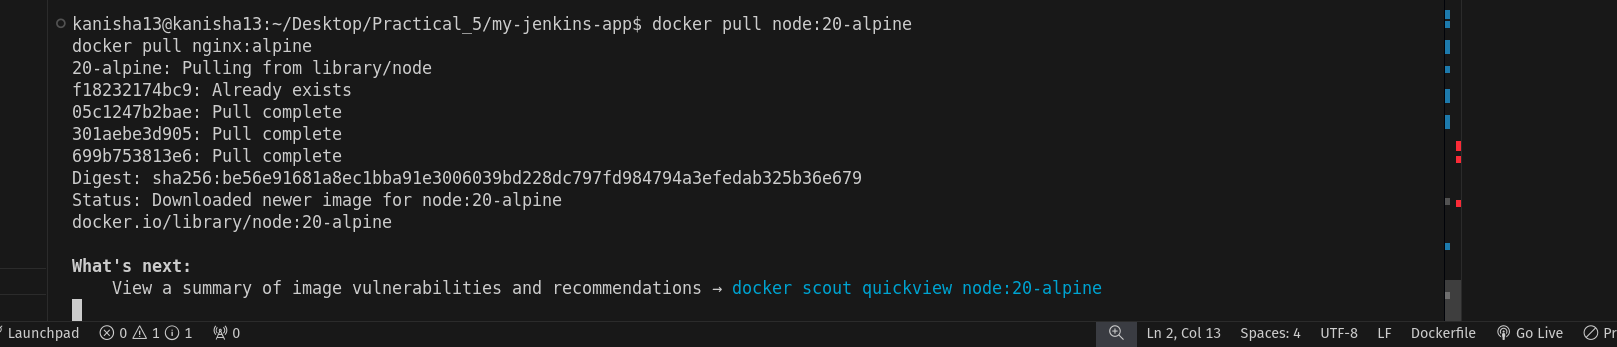 kanisha13@kanisha13:~/Desktop/Practical_5/my-jenkins-app$ docker pull node:20-alpine
docker pull nginx:alpine
20-alpine: Pulling from library/node
f18232174bc9: Already exists
05c1247b2bae: Pull complete
301aebe3d905: Pull complete
699b753813e6: Pull complete
Digest: sha256:be56e91681a8ec1bba91e3006039bd228dc797fd984794a3efedab325b36e679
Status: Downloaded newer image for node:20-alpine
docker.io/library/node:20-alpine
What's next:
View a summary of image vulnerabilities and recommendations → docker scout quickview node:20-alpine
Launchpad 0 1 1 0 Ln 2, Col 13 Spaces: 4 UTF-8 LF Dockerfile Go Live Pr